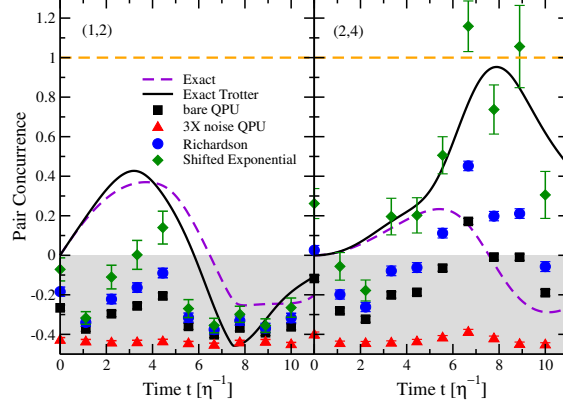 (1,2)
(2,4)
Exact
Exact Trotter
bare QPU
3X noise QPU
Richardson
Shifted Exponential
Pair Concurrence
1.2
1
0.8
0.6
0.4
0.2
0
-0.2
-0.4
0 2 4 6 8 10 0 2 4 6 8 10
Time t [η⁻¹] Time t [η⁻¹]